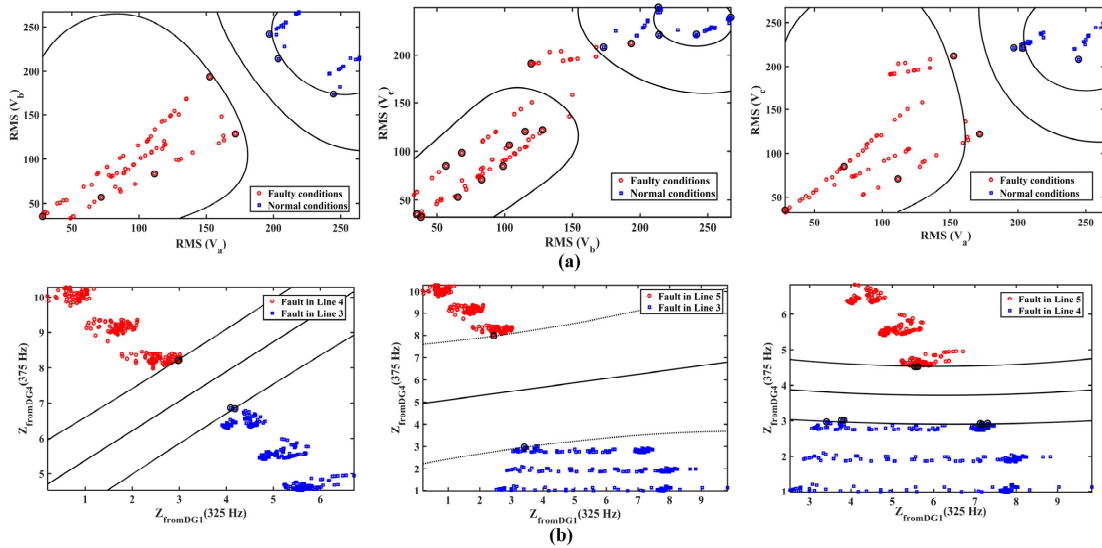 (a)
250
200
150
100
50
RMS (V_b)
50 100 150 200 250
RMS (V_a)
Faulty conditions
Normal conditions
250
200
150
100
50
RMS (V_c)
50 100 150 200 250
RMS (V_b)
Faulty conditions
Normal conditions
250
200
150
100
50
RMS (V_c)
50 100 150 200 250
RMS (V_a)
Faulty conditions
Normal conditions
(a)
10
9
8
7
6
5
Z_fromDG4 (375 Hz)
1 2 3 4 5 6
Z_fromDG1 (325 Hz)
Fault in Line 4
Fault in Line 3
10
9
8
7
6
5
4
3
2
1
Z_fromDG4 (375 Hz)
1 2 3 4 5 6 7 8 9
Z_fromDG1 (325 Hz)
Fault in Line 5
Fault in Line 3
6
5
4
3
2
1
Z_fromDG4 (375 Hz)
3 4 5 6 7 8 9
Z_fromDG1 (325 Hz)
Fault in Line 5
Fault in Line 4
(b)